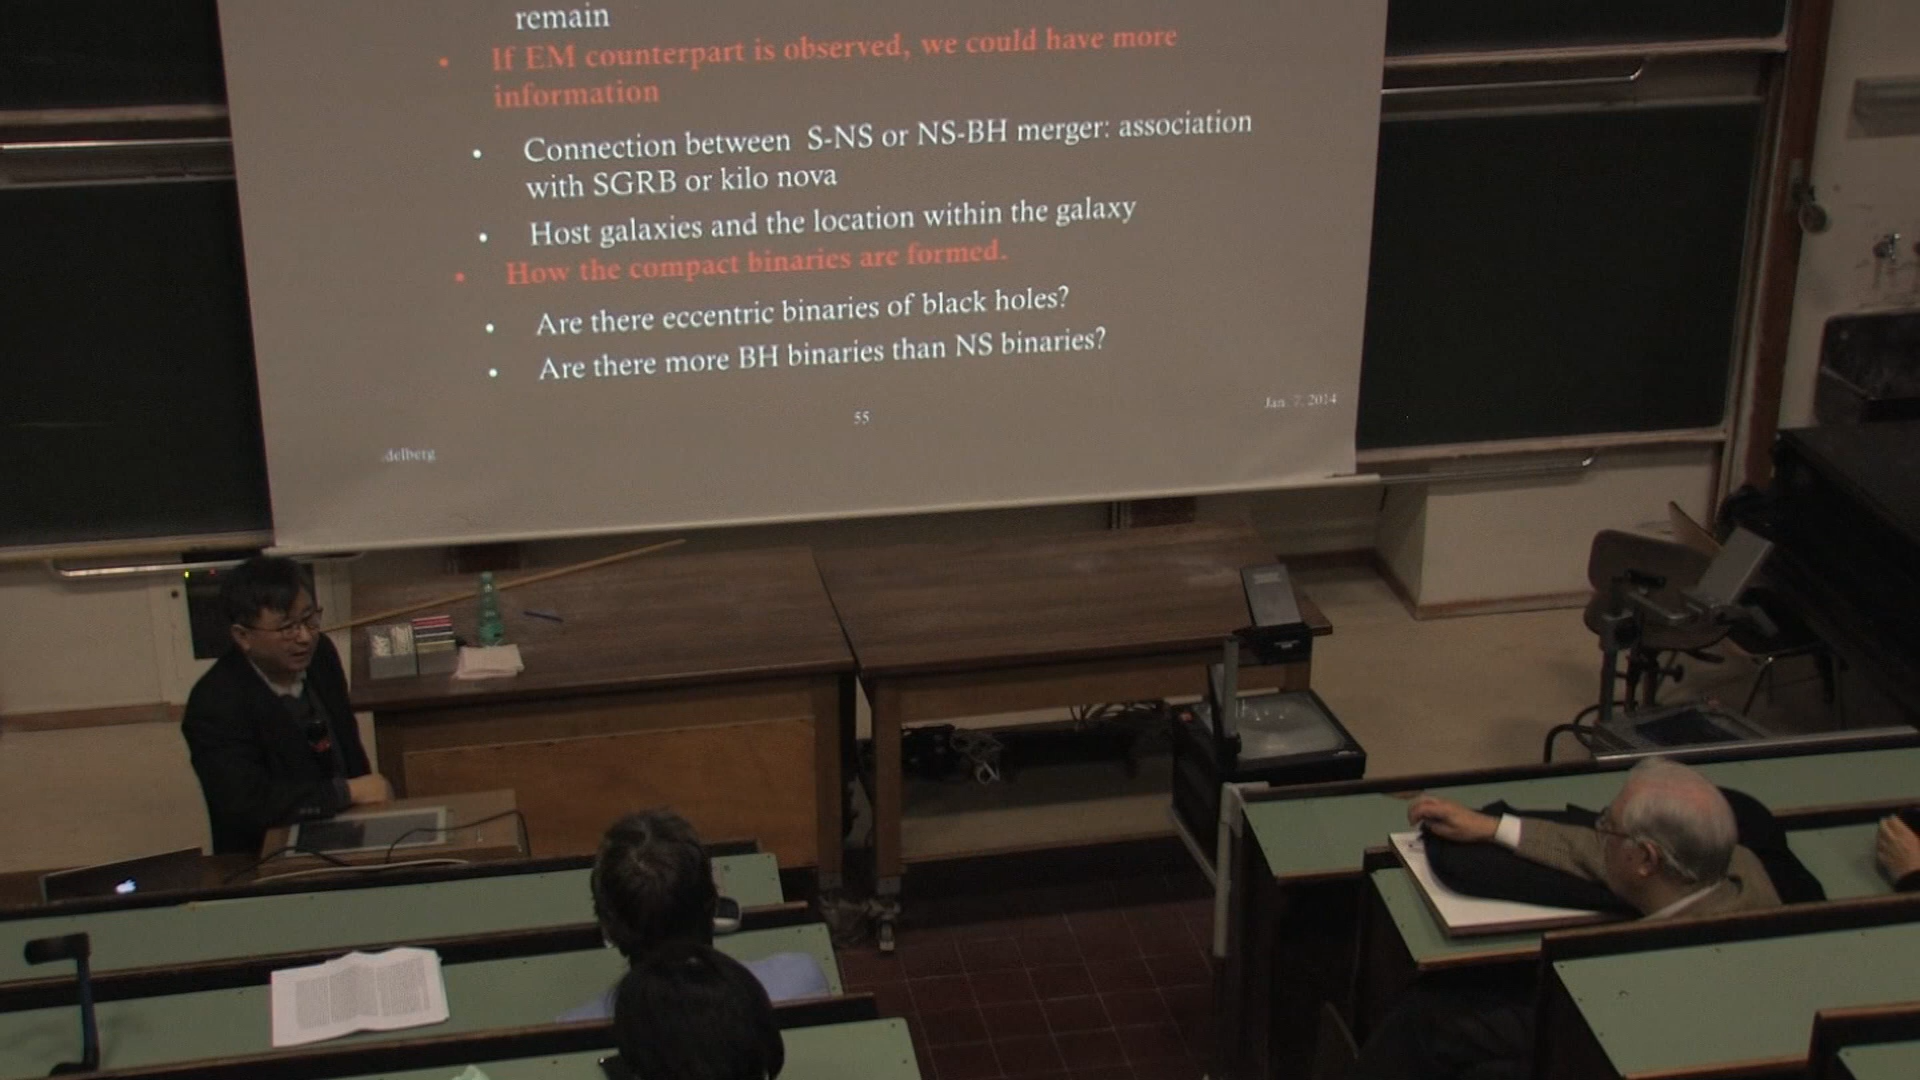 remain
• If EM counterpart is observed, we could have more
information
• Connection between S-NS or NS-BH merger: association
with SGRB or kilo nova
• Host galaxies and the location within the galaxy
• How the compact binaries are formed.
• Are there eccentric binaries of black holes?
• Are there more BH binaries than NS binaries?
55
Jan. 7, 2014
delberg